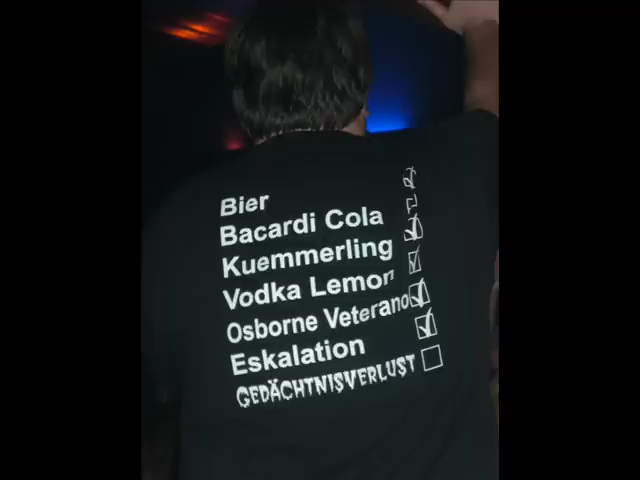 Bier
Bacardi Cola
Kuemmerling
Vodka Lemon
Osborne Veterano
Eskalation
GEDÄCHTNISVERLUST